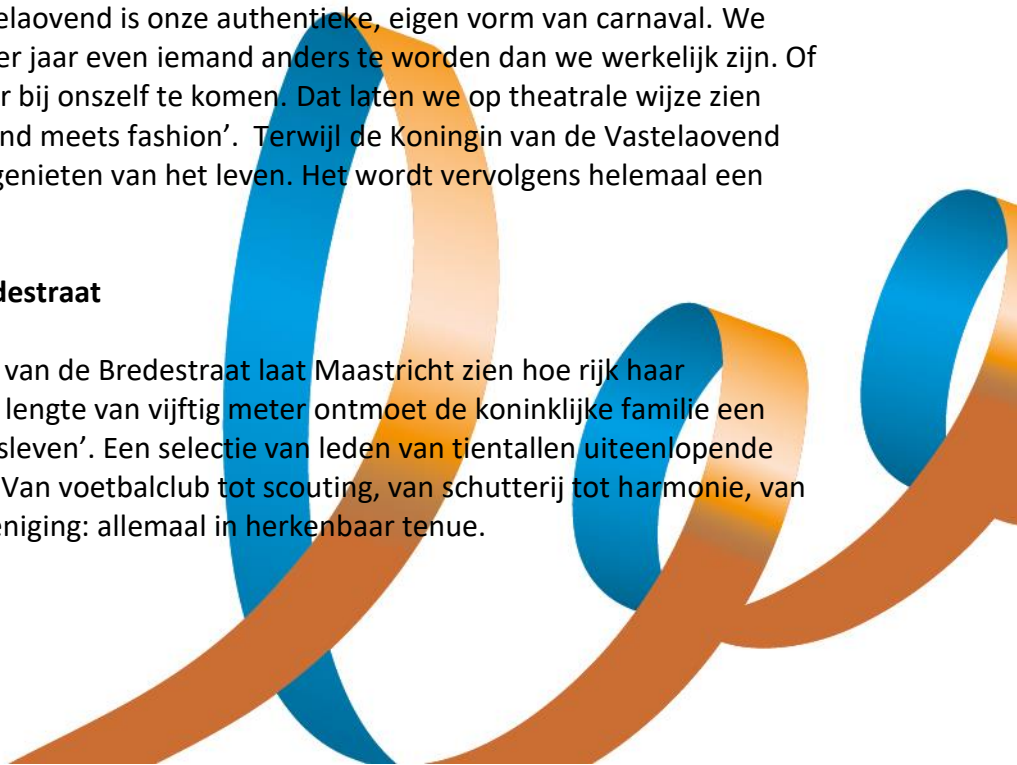 elaovend is onze authentieke, eigen vorm van carnaval. We
er jaar even iemand anders te worden dan we werkelijk zijn. Of
r bij onszelf te komen. Dat laten we op theatrale wijze zien
nd meets fashion’.  Terwijl de Koningin van de Vastelaovend
genieten van het leven. Het wordt vervolgens helemaal een
destraat
van de Bredestraat laat Maastricht zien hoe rijk haar
lengte van vijftig meter ontmoet de koninklijke familie een
sleven’. Een selectie van leden van tientallen uiteenlopende
Van voetbalclub tot scouting, van schutterij tot harmonie, van
eniging: allemaal in herkenbaar tenue.